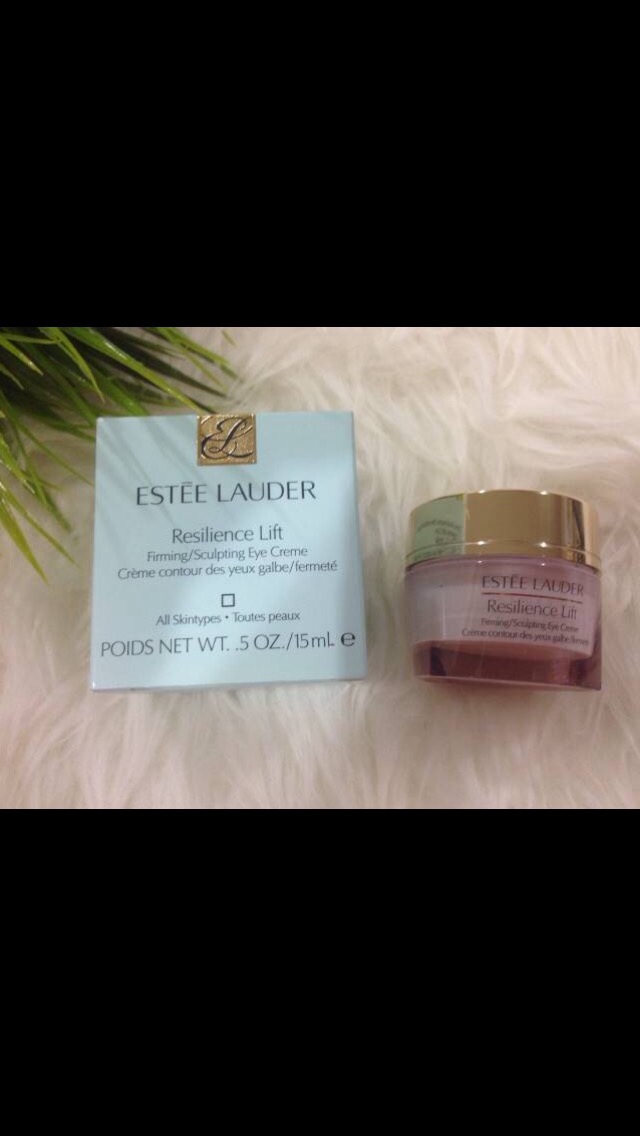 EL
ESTĒE LAUDER
Resilience Lift
Firming/Sculpting Eye Creme
Crème contour des yeux galbe/fermeté
All Skintypes • Toutes peaux
POIDS NET WT. .5 OZ./15mL ℮
ESTĒE LAUDER
Resilience Lift
Firming/Sculpting Eye Creme
Crème contour des yeux galbe/fermeté